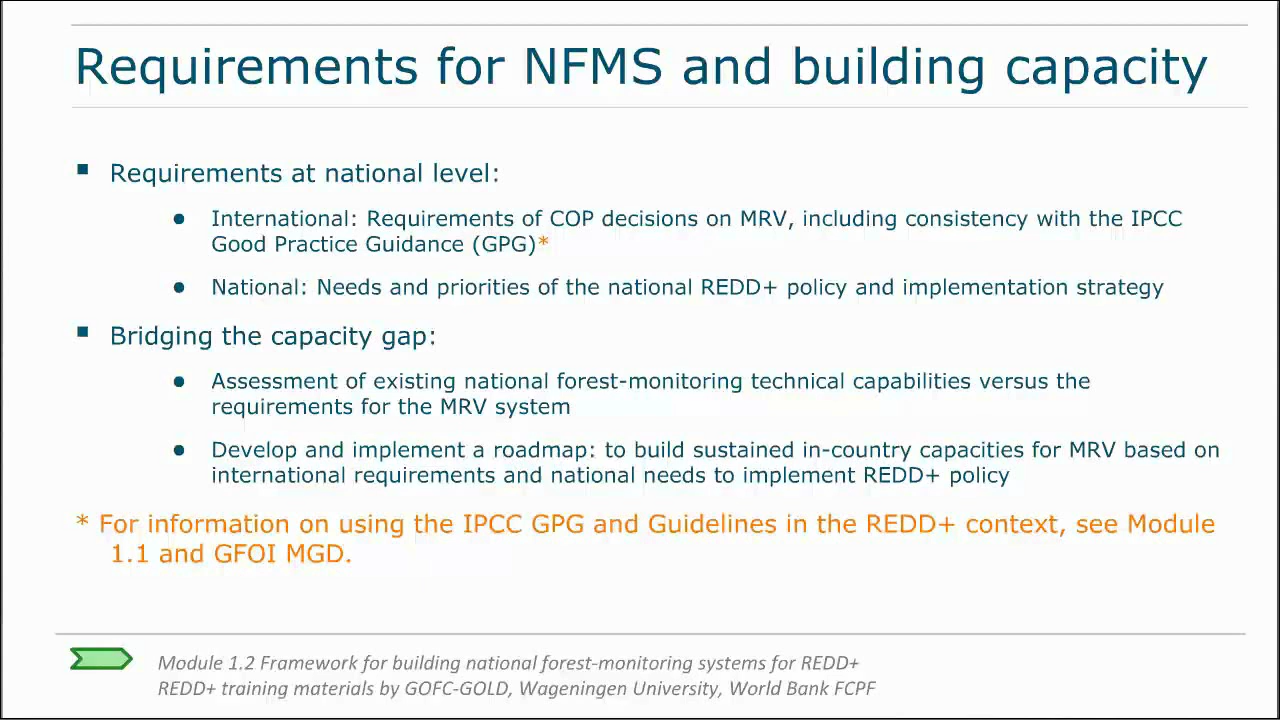 Requirements for NFMS and building capacity
Requirements at national level:
International: Requirements of COP decisions on MRV, including consistency with the IPCC
Good Practice Guidance (GPG)*
National: Needs and priorities of the national REDD+ policy and implementation strategy
Bridging the capacity gap:
Assessment of existing national forest-monitoring technical capabilities versus the
requirements for the MRV system
Develop and implement a roadmap: to build sustained in-country capacities for MRV based on
international requirements and national needs to implement REDD+ policy
* For information on using the IPCC GPG and Guidelines in the REDD+ context, see Module
1.1 and GFOI MGD.
Module 1.2 Framework for building national forest-monitoring systems for REDD+
REDD+ training materials by GOFC-GOLD, Wageningen University, World Bank FCPF